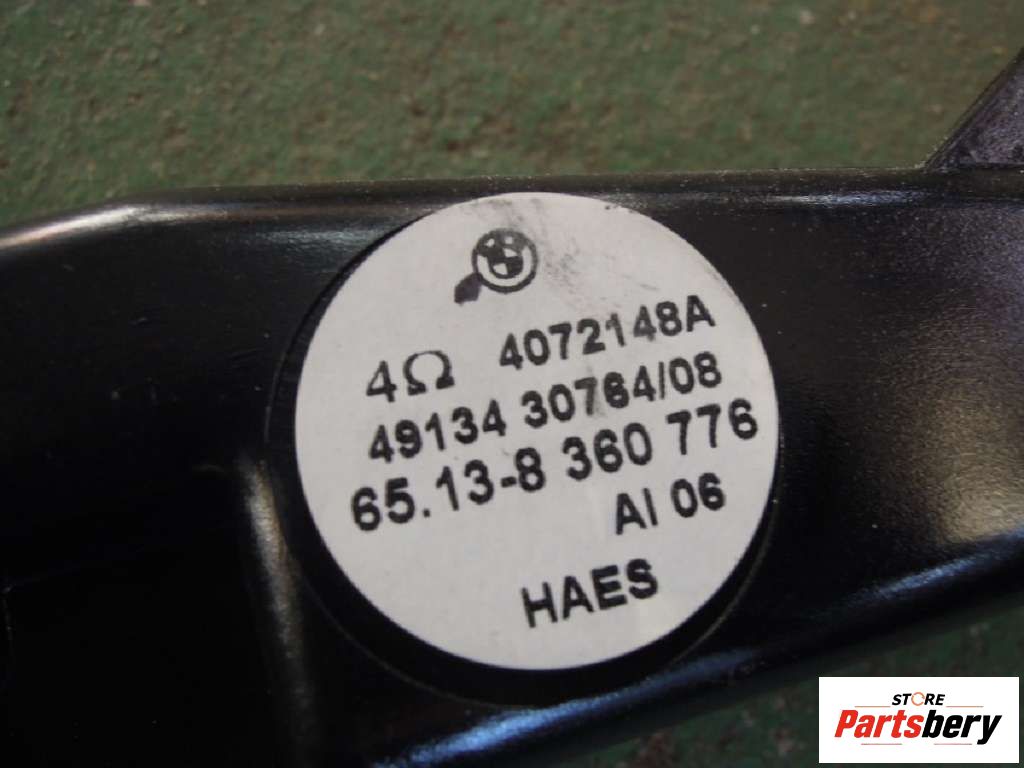 4Ω 4072148A
49134 30764/08
65.13-8 360 776
AI 06
HAES
STORE
Partsbery